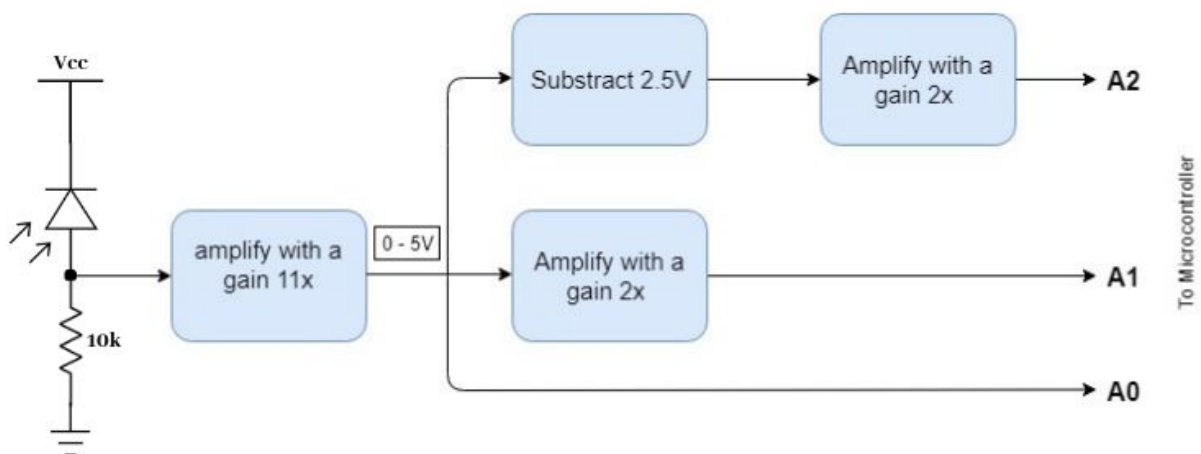 Vcc
10k
amplify with a
gain 11x
0 - 5V
Substract 2.5V
Amplify with a
gain 2x
A2
Amplify with a
gain 2x
A1
A0
To Microcontroller